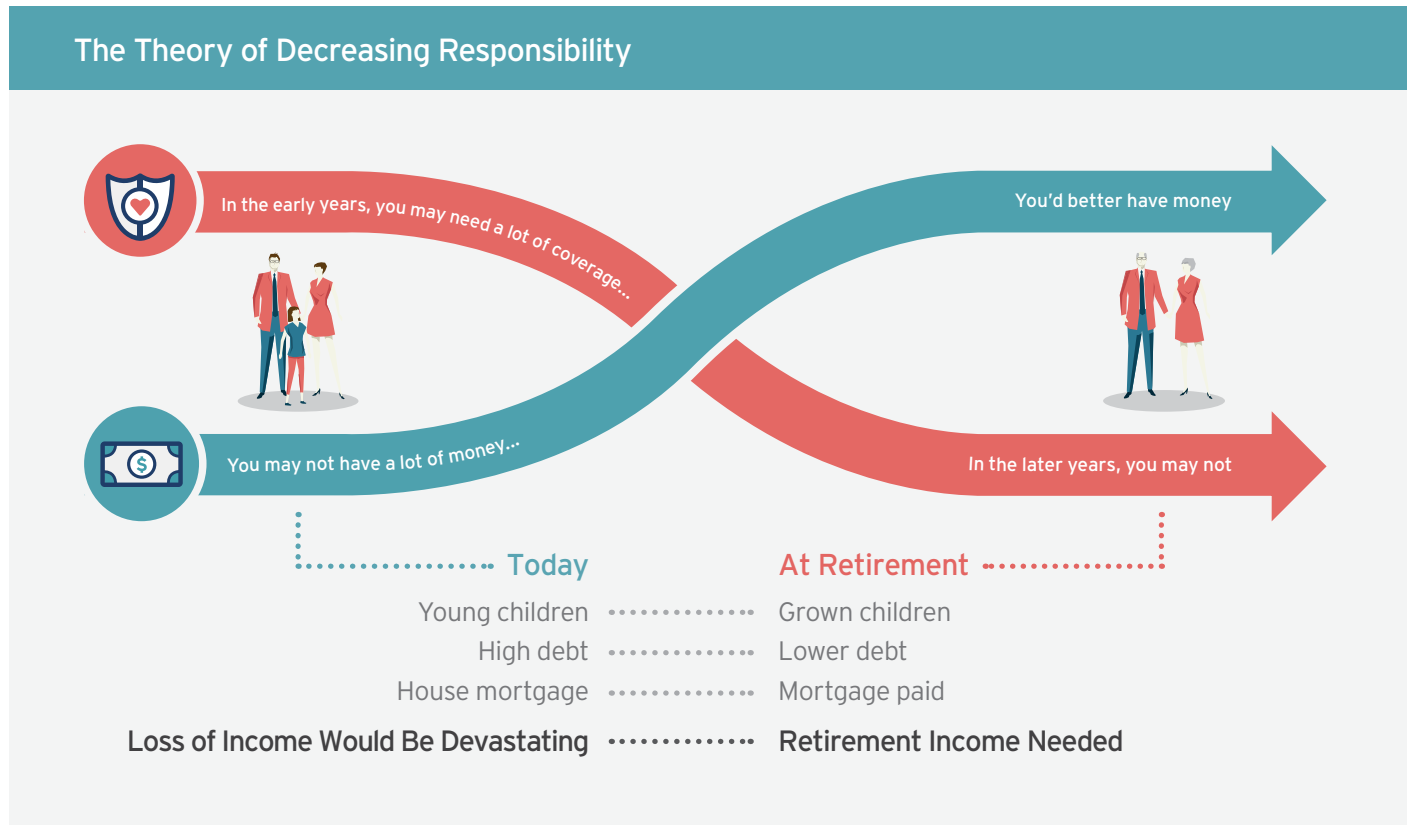 The Theory of Decreasing Responsibility
In the early years, you may need a lot of coverage...
You'd better have money
$
You may not have a lot of money...
In the later years, you may not
Today
At Retirement
Young children
Grown children
High debt
Lower debt
House mortgage
Mortgage paid
Loss of Income Would Be Devastating
Retirement Income Needed